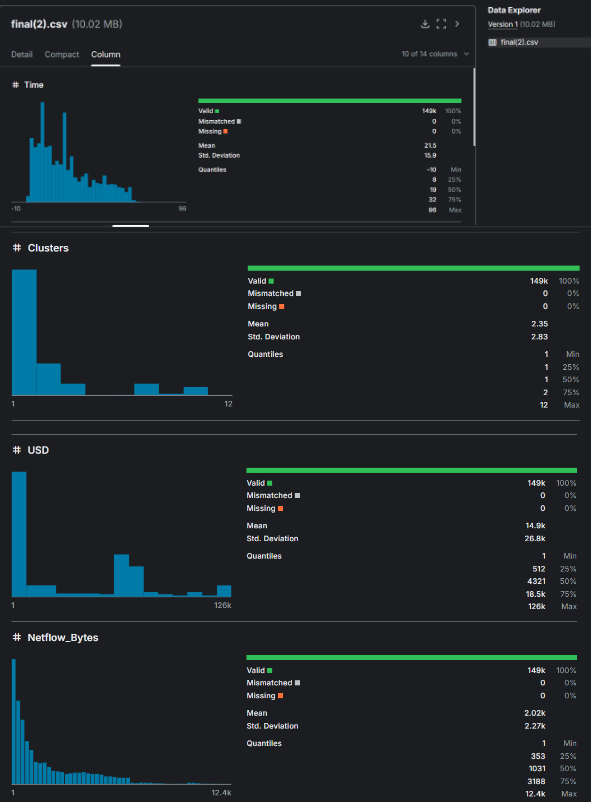 final(2).csv (10.02 MB)
Data Explorer
Version 1 (10.02 MB)
final(2).csv
Detail Compact Column
10 of 14 columns
# Time
Valid 149k 100%
Mismatched 0 0%
Missing 0 0%
Mean 21.5
Std. Deviation 15.9
Quantiles -10 Min
8 25%
19 50%
32 75%
96 Max
-10 96
# Clusters
Valid 149k 100%
Mismatched 0 0%
Missing 0 0%
Mean 2.35
Std. Deviation 2.83
Quantiles 1 Min
1 25%
1 50%
2 75%
12 Max
1 12
# USD
Valid 149k 100%
Mismatched 0 0%
Missing 0 0%
Mean 14.9k
Std. Deviation 26.8k
Quantiles 1 Min
512 25%
4321 50%
18.5k 75%
126k Max
1 126k
# Netflow_Bytes
Valid 149k 100%
Mismatched 0 0%
Missing 0 0%
Mean 2.02k
Std. Deviation 2.27k
Quantiles 1 Min
353 25%
1031 50%
3188 75%
12.4k Max
1 12.4k